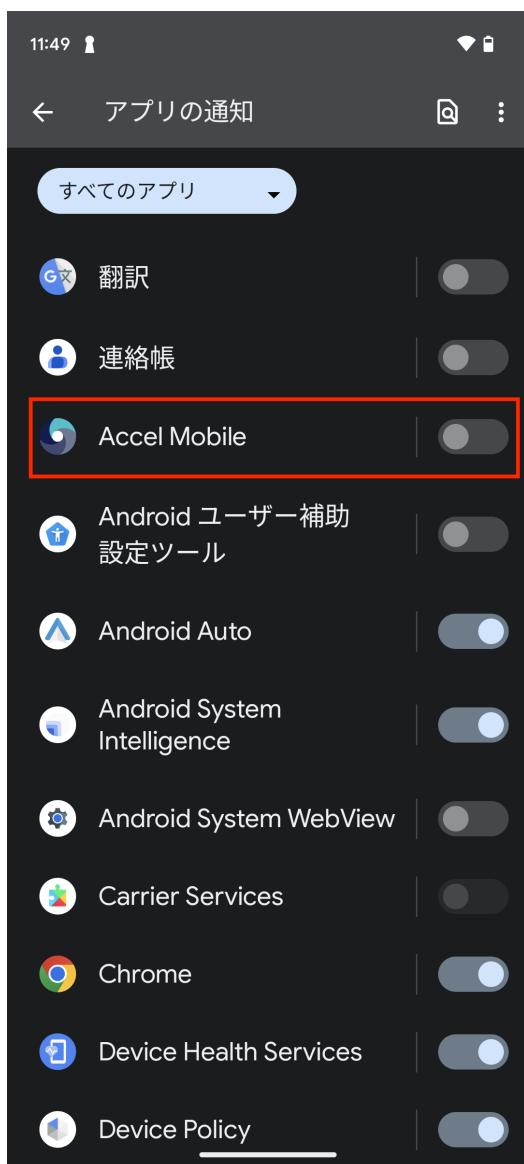 11:49
アプリの通知
すべてのアプリ
翻訳
連絡帳
Accel Mobile
Android ユーザー補助
設定ツール
Android Auto
Android System
Intelligence
Android System WebView
Carrier Services
Chrome
Device Health Services
Device Policy